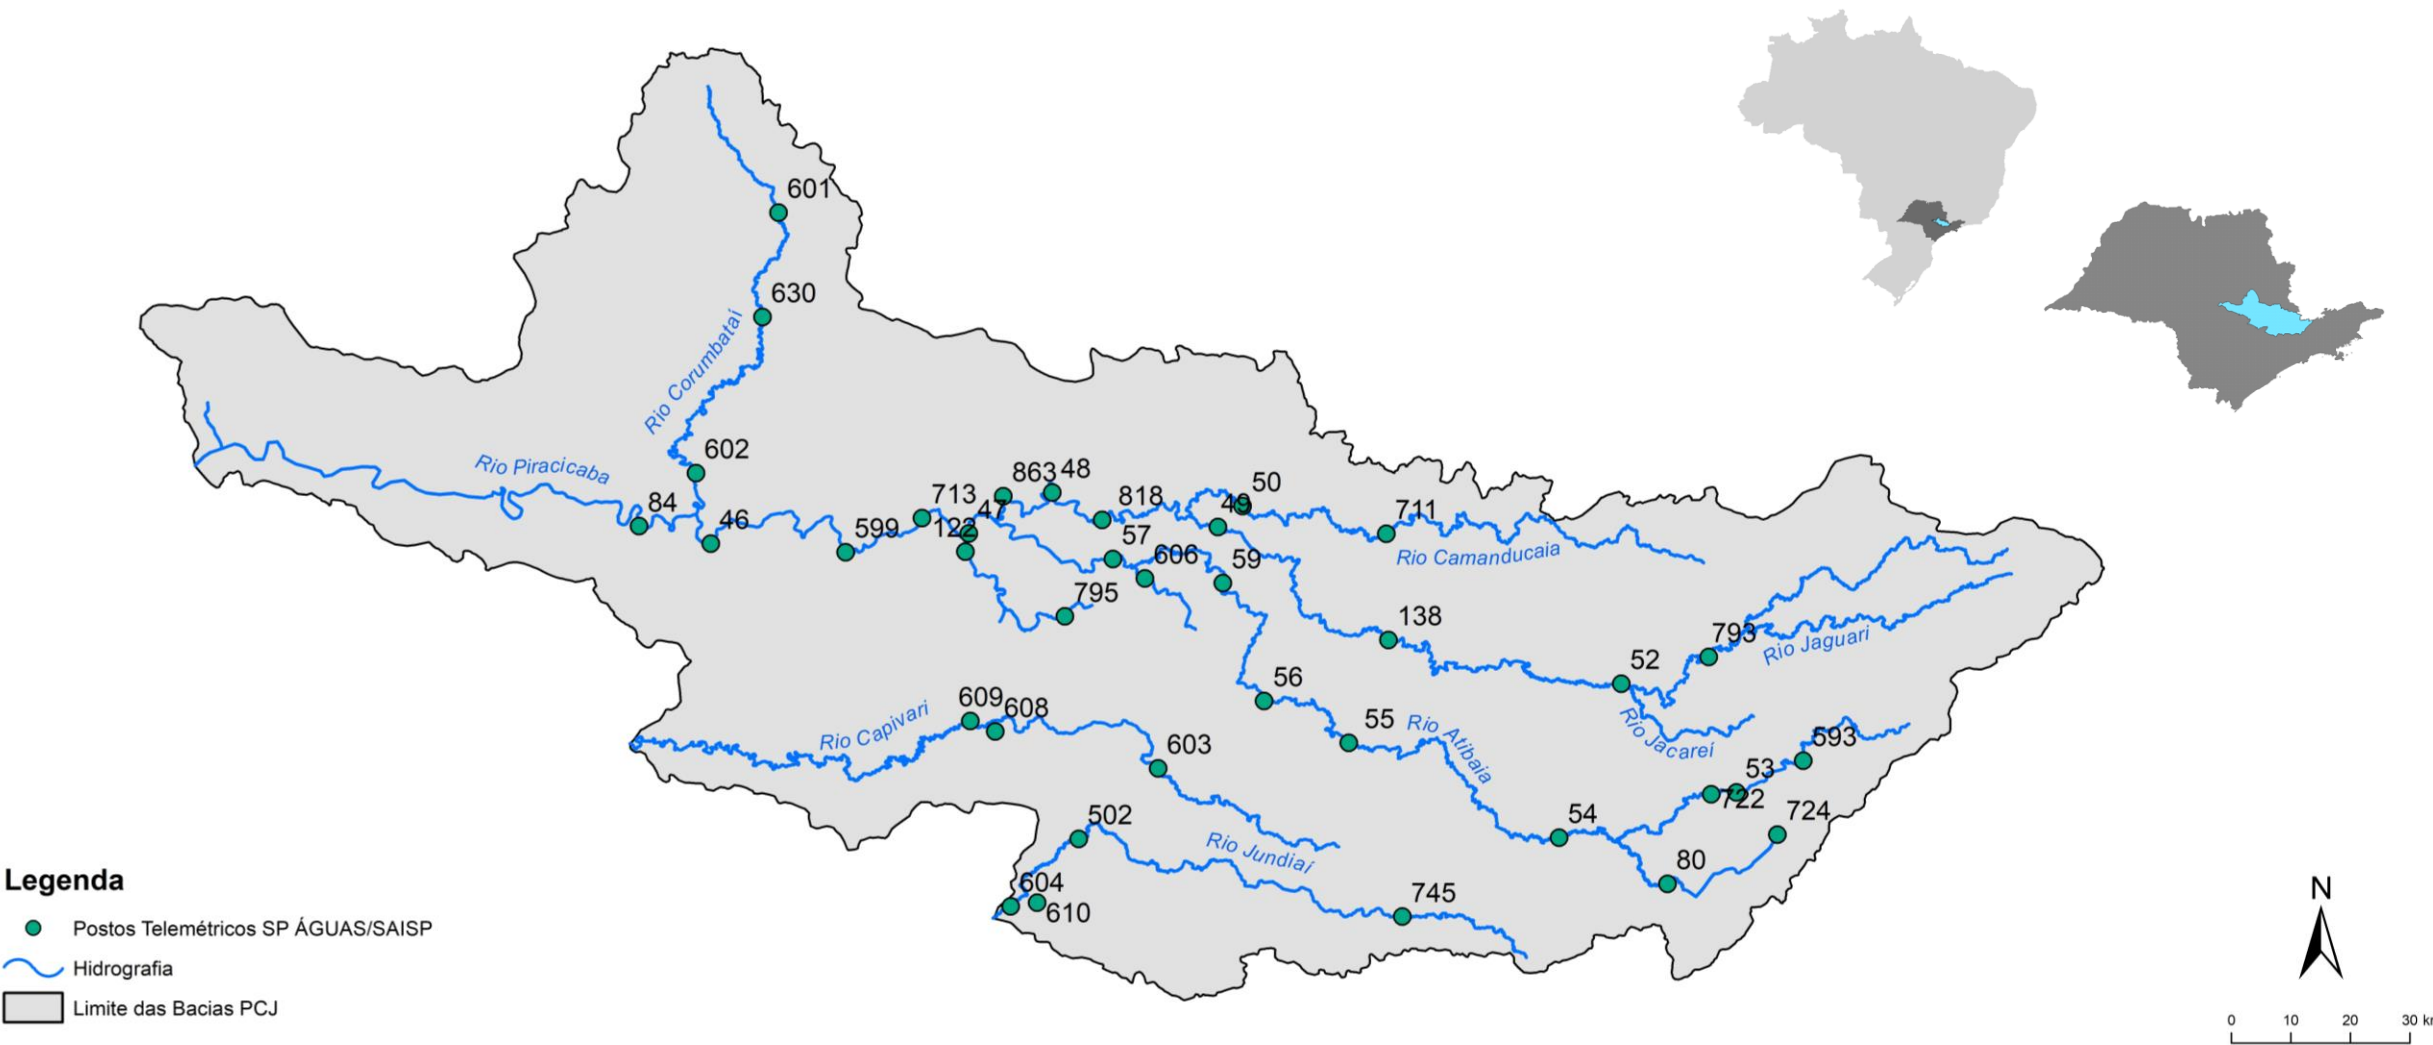 601
630
Rio Corumbataí
602
Rio Piracicaba
84
46
599
713
122
47
863
48
818
57
606
795
49
50
59
711
Rio Camanducaia
138
52
793
Rio Jaguari
Rio Jacareí
56
55
Rio Atibaia
593
53
722
724
54
80
609
608
Rio Capivari
603
502
Rio Jundiaí
604
610
745
Legenda
Postos Telemétricos SP ÁGUAS/SAISP
Hidrografia
Limite das Bacias PCJ
N
0 10 20 30 k